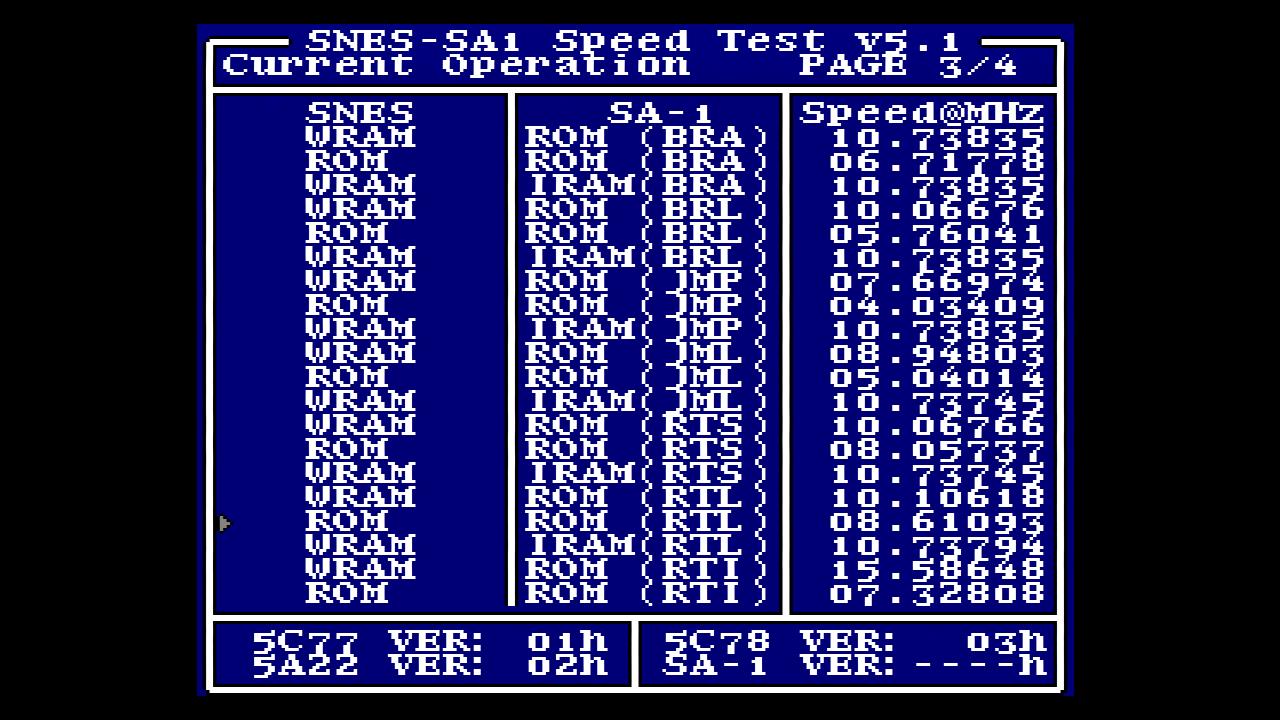 SNES-SA1 Speed Test v5.1
Current Operation PAGE 3/4
SNES SA-1 Speed@MHz
WRAM ROM (BRA) 10.73835
ROM ROM (BRA) 06.71778
WRAM IRAM(BRA) 10.73835
WRAM ROM (BRL) 10.06676
ROM ROM (BRL) 05.76041
WRAM IRAM(BRL) 10.73835
WRAM ROM (JMP) 07.66974
ROM ROM (JMP) 04.03409
WRAM IRAM(JMP) 10.73835
WRAM ROM (JML) 08.94803
ROM ROM (JML) 05.04014
WRAM IRAM(JML) 10.73745
WRAM ROM (RTS) 10.06766
ROM ROM (RTS) 08.05737
WRAM IRAM(RTS) 10.73745
WRAM ROM (RTL) 10.10618
ROM ROM (RTL) 08.61093
WRAM IRAM(RTL) 10.73794
WRAM ROM (RTI) 15.58648
ROM ROM (RTI) 07.32808
5C77 VER: 01h 5C78 VER: 03h
5A22 VER: 02h SA-1 VER:----h